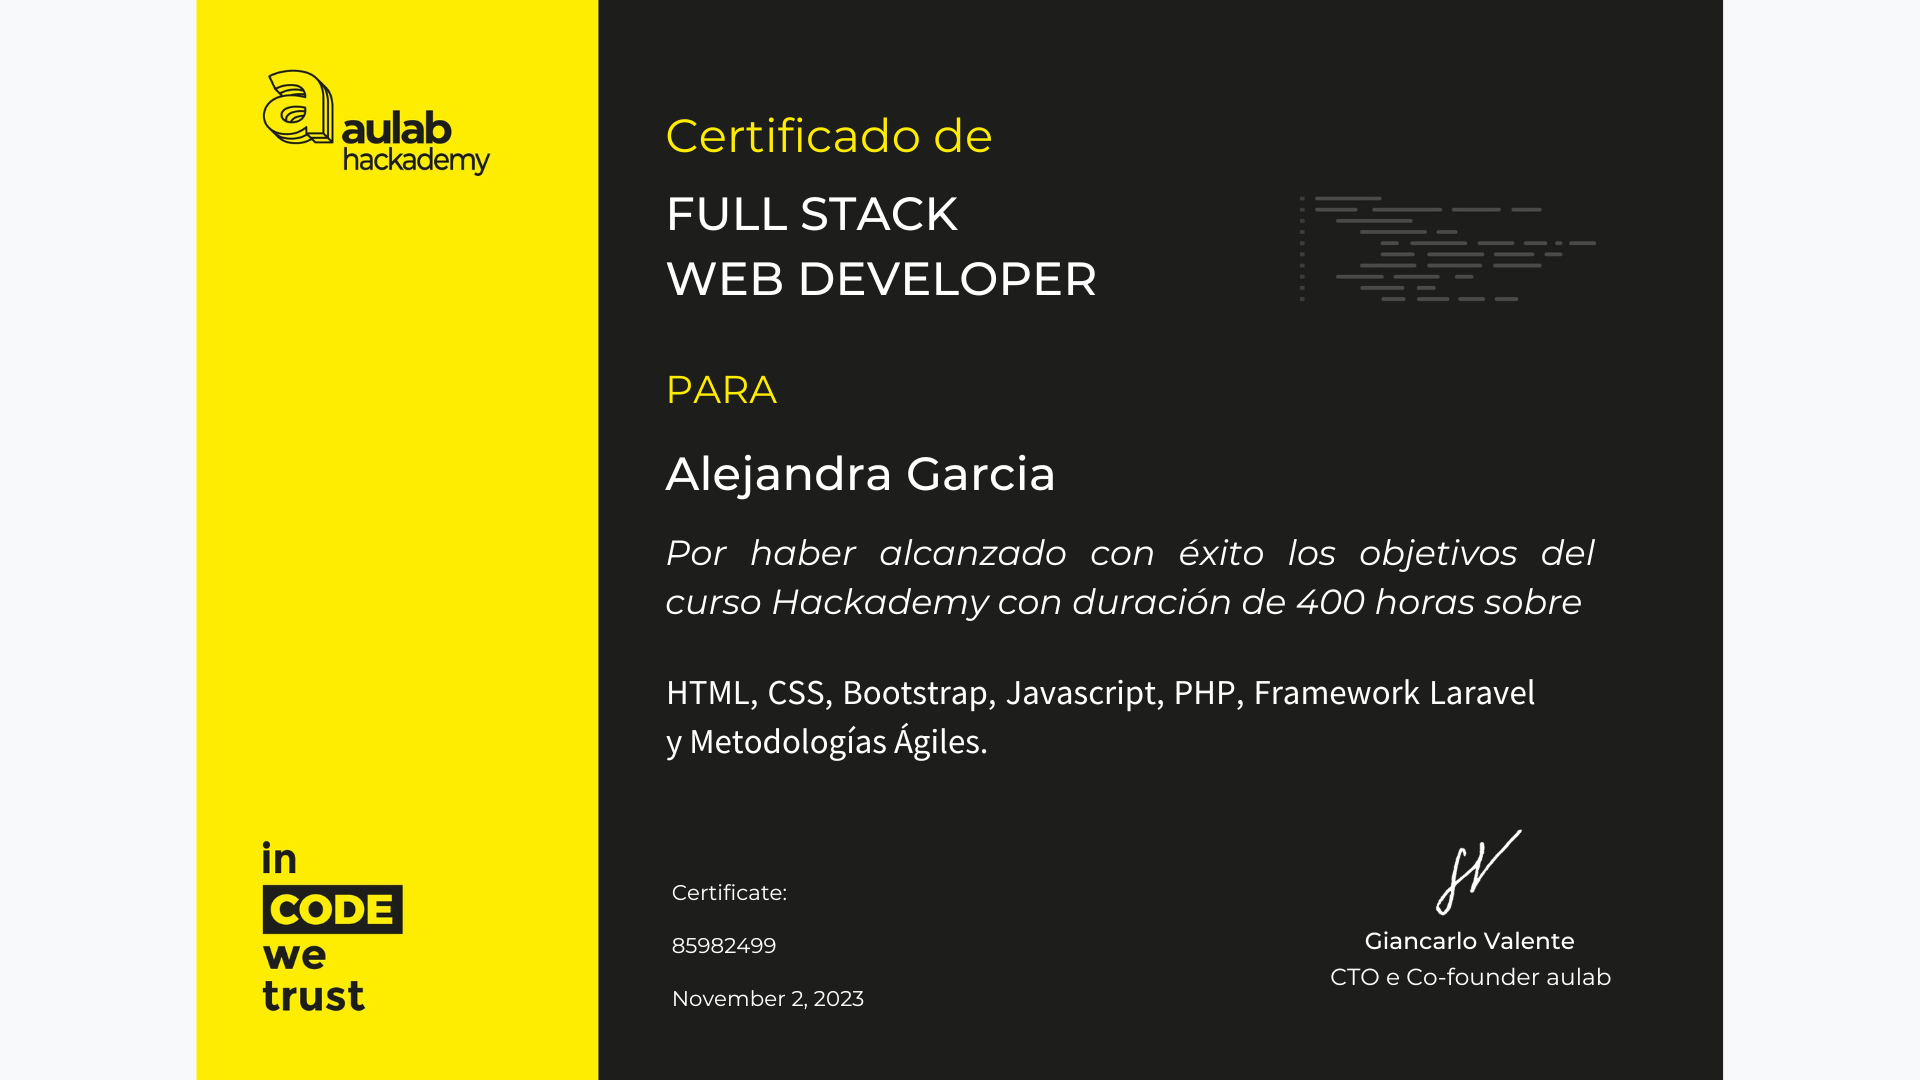 aulab
hackademy
Certificado de
FULL STACK
WEB DEVELOPER
PARA
Alejandra Garcia
Por haber alcanzado con éxito los objetivos del
curso Hackademy con duración de 400 horas sobre
HTML, CSS, Bootstrap, Javascript, PHP, Framework Laravel
y Metodologías Ágiles.
in
CODE
we
trust
Certificate:
85982499
November 2, 2023
Giancarlo Valente
CTO e Co-founder aulab